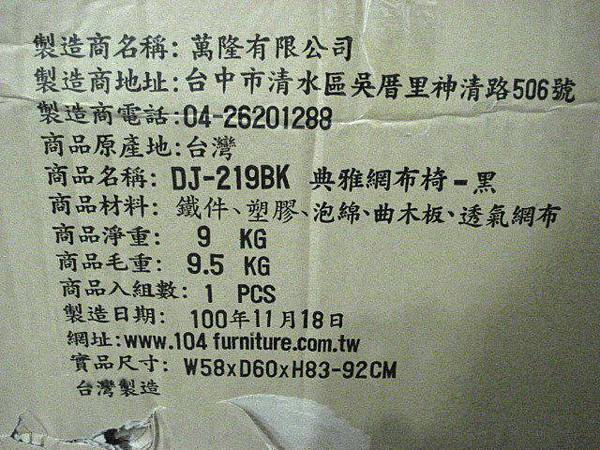 製造商名稱: 萬隆有限公司
製造商地址:台中市清水區吳厝里神清路506號
製造商電話:04-26201288
商品原產地:台灣
商品名稱: DJ-219BK 典雅網布椅-黑
商品材料: 鐵件、塑膠、泡綿、曲木板、透氣網布
商品淨重: 9 KG
商品毛重: 9.5 KG
商品入組數: 1 PCS
製造日期: 100年11月18日
網址:www.104furniture.com.tw
實品尺寸: W58xD60xH83-92CM
台灣製造